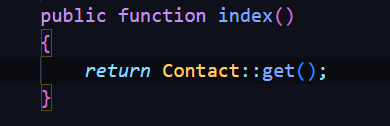 public function index()
{
    return Contact::get();
}